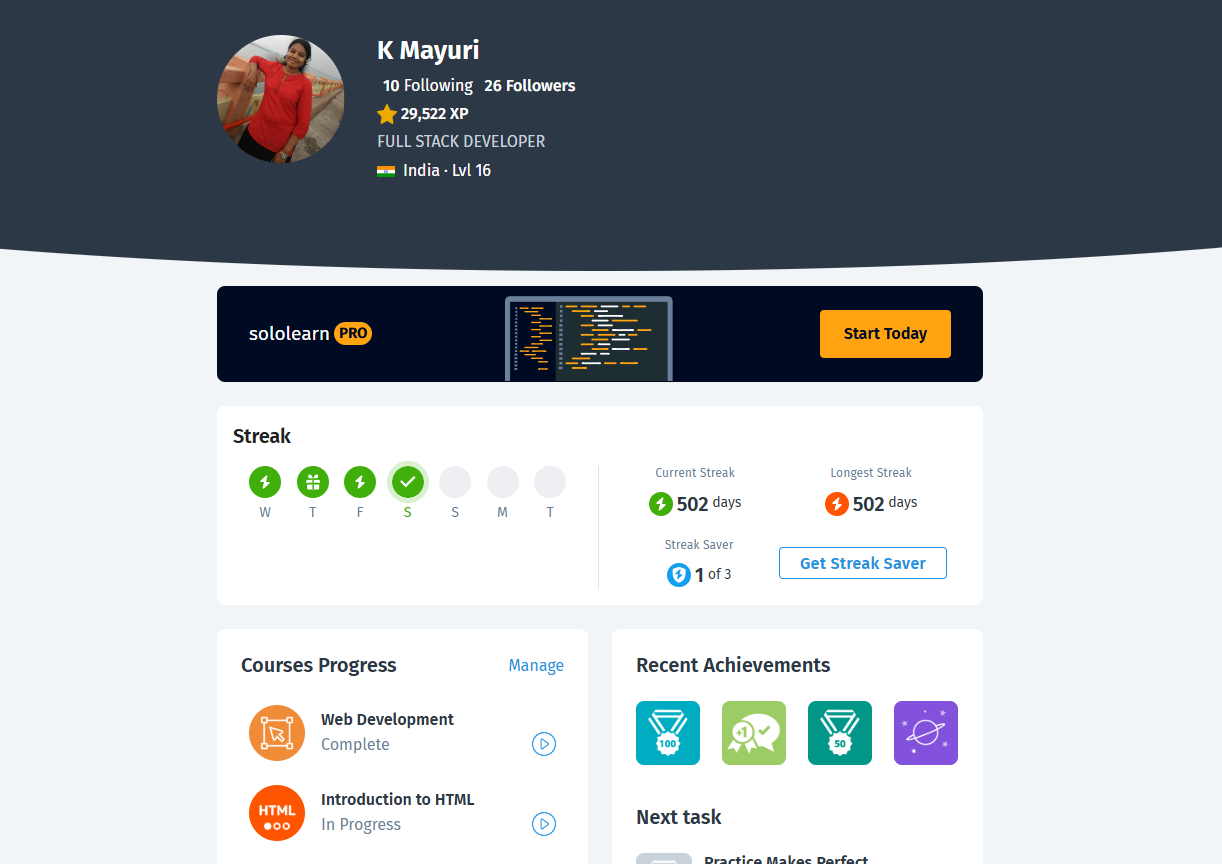 K Mayuri
10 Following 26 Followers
29,522 XP
FULL STACK DEVELOPER
India · Lvl 16
sololearn PRO
Start Today
Streak
W T F S S M T
Current Streak
502 days
Longest Streak
502 days
Streak Saver
1 of 3
Get Streak Saver
Courses Progress
Manage
Web Development
Complete
HTML
Introduction to HTML
In Progress
Recent Achievements
100
+1
50
Next task
Practice Makes Perfect